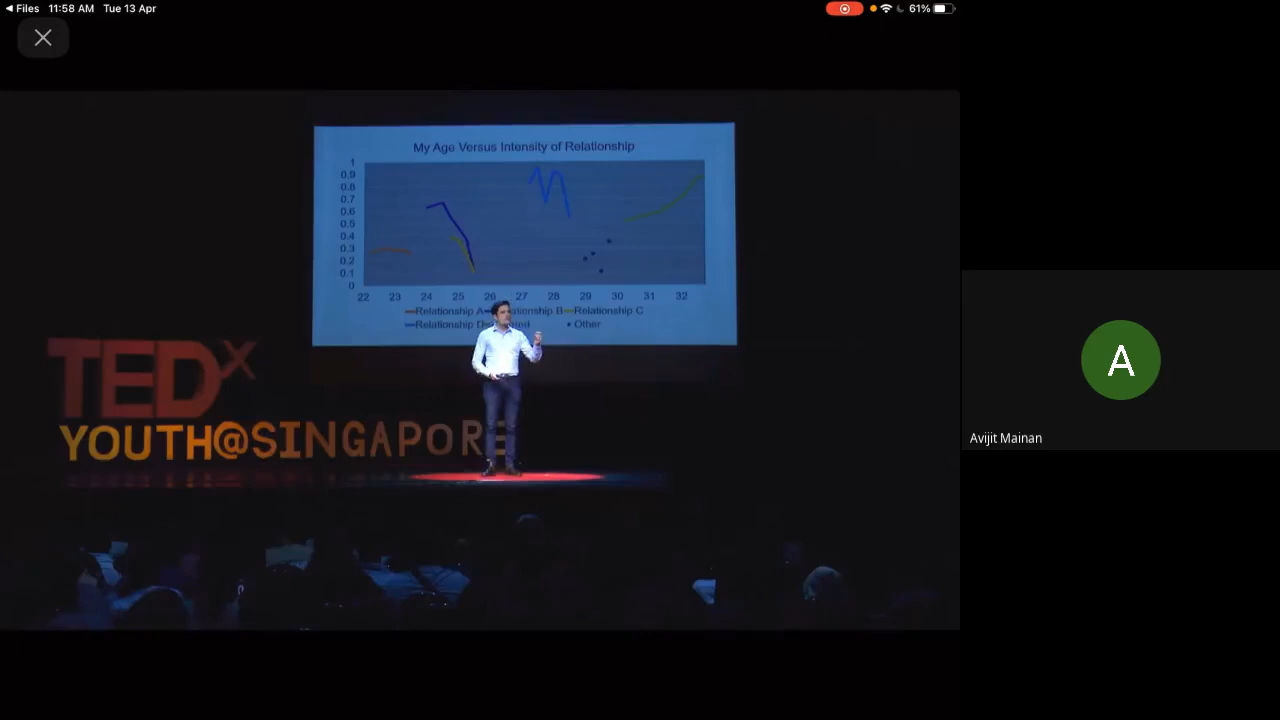 Files 11:58 AM Tue 13 Apr
61%
My Age Versus Intensity of Relationship
1
0.9
0.8
0.7
0.6
0.5
0.4
0.3
0.2
0.1
0
22 23 24 25 26 27 28 29 30 31 32
Relationship A Relationship C
Relationship D Other
TEDx
YOUTH@SINGAPORE
A
Avijit Mainan